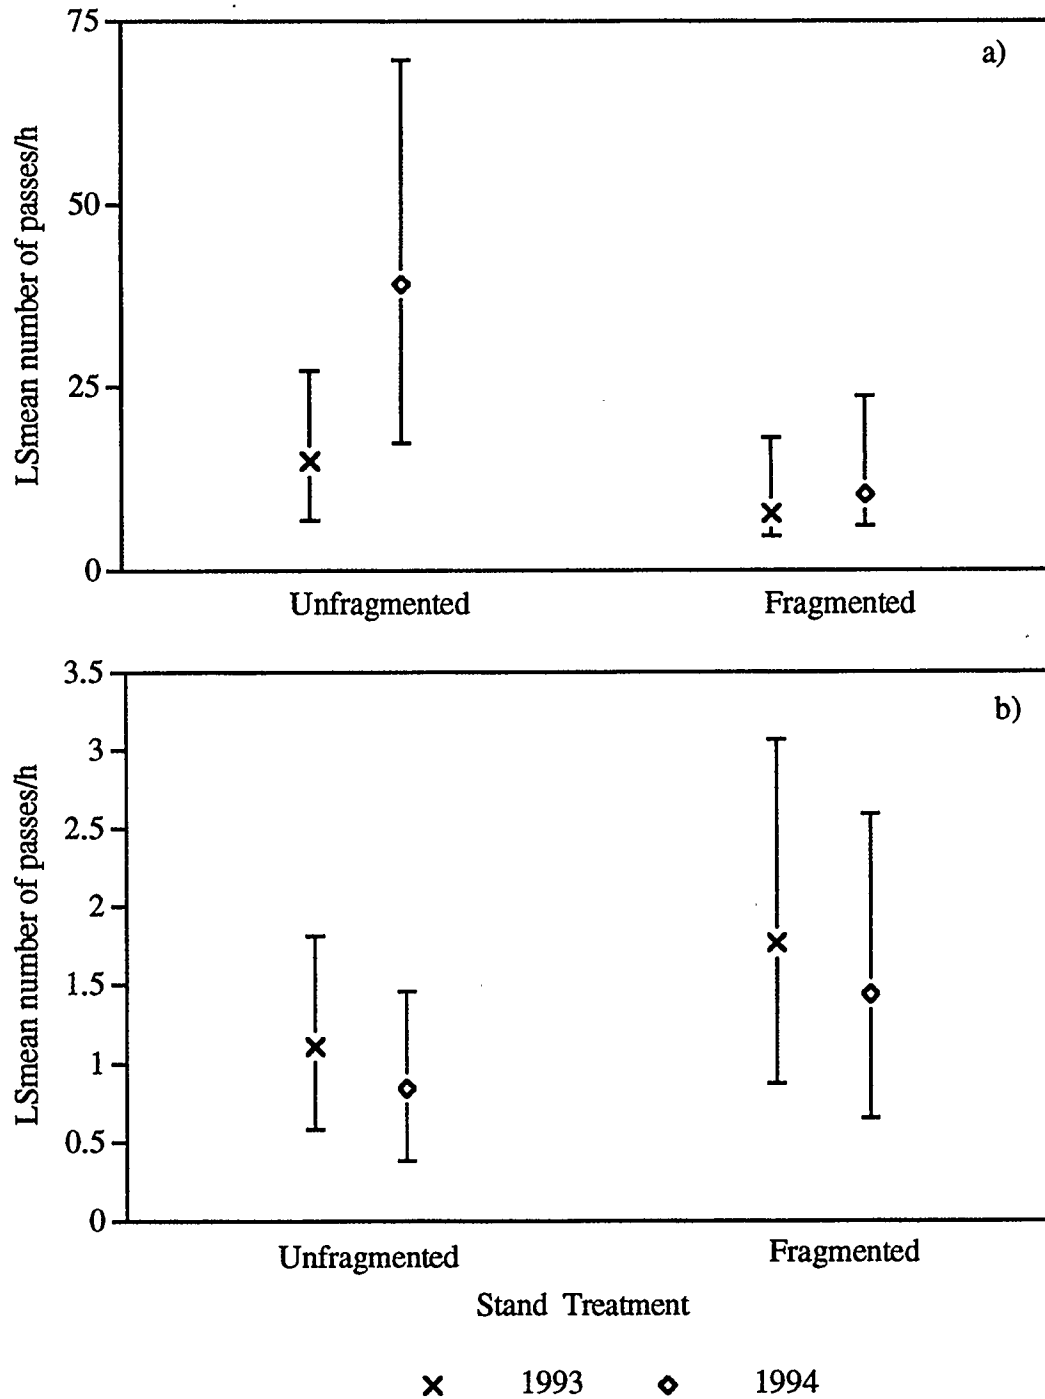 75
a)
50
25
0
LSmean number of passes/h
Unfragmented Fragmented
3.5
b)
3
2.5
2
1.5
1
0.5
0
LSmean number of passes/h
Unfragmented Fragmented
Stand Treatment
1993 1994